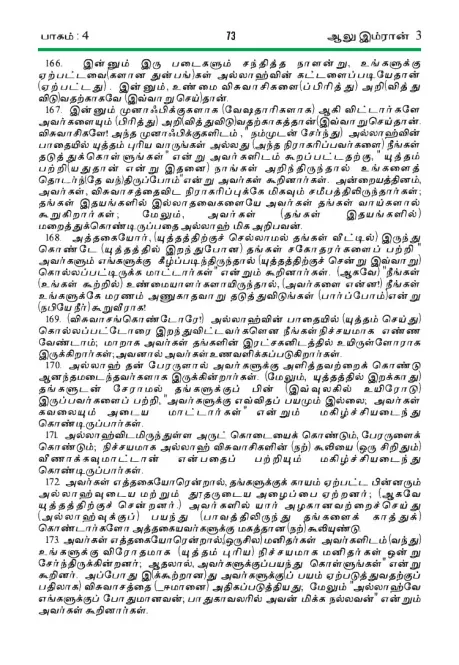 பாகம் : 4 73 ஆலு இம்ரான் 3
166. இன்னும் இரு படைகளும் சந்தித்த நாளன்று, உங்களுக்கு
ஏற்பட்டவை(களான துன்பங்)கள் அல்லாஹ்வின் கட்டளைப்படியேதான்
(ஏற்பட்டது) . இன்னும், உண்மை விசுவாசிகளை(ப்பிரித்து) அறி(வித்து
விடு)வதற்காகவே (இவ்வாறு செய்)தான்.
167. இன்னும் முனாஃபிக்குகளாக (வேஷதாரிகளாக) ஆகி விட்டார்களே
அவர்களையும் (பிரித்து) அறி(வித்துவிடு)வதற்காகத்தான்(இவ்வாறுசெய்தான்.
விசுவாசிகளே! அந்த முனாஃபிக்குகளிடம் , "நம்முடன் சேர்ந்து) அல்லாஹ்வின்
பாதையில் யுத்தம் புரிய வாருங்கள் அல்லது (அந்த நிராகரிப்பவர்களை) நீங்கள்
தடுத்துக்கொள்ளுங்கள்" என்று அவர்களிடம் கூறப்பட்டதற்கு, "யுத்தம்
பற்றி(யதுதான் என்று இதனை) நாங்கள் அறிந்திருந்தால் உங்களைத்
தொடர்ந்(தே வந்)திருப்போம்"என்று அவர்கள் கூறினார்கள். அன்றையத்தினம்,
அவர்கள், விசுவாசத்தைவிட நிராகரிப்புக்கே மிகவும் சமீபத்திலிருந்தார்கள்;
தங்கள் இதயங்களில் இல்லாதவைகளையே அவர்கள் தங்கள் வாய்களால்
கூறுகிறார்கள்; மேலும், அவர்கள் (தங்கள் இதயங்களில்)
மறைத்துக்கொண்டிருப்பதை அல்லாஹ் மிக அறிபவன்.
168. அத்தகையோர், (யுத்தத்திற்குச் செல்லாமல் தங்கள் வீட்டில்) இருந்து
கொண்டே (யுத்தத்தில் இறந்துபோன) தங்கள் சகோதரர்களைப் பற்றி,
"அவர்களும் எங்களுக்கு கீழ்ப்படிந்திருந்தால் (யுத்தத்திற்குச் சென்று இவ்வாறு)
கொல்லப்பட்டிருக்க மாட்டார்கள்" என்றும் கூறினார்கள். (ஆகவே) "நீங்கள்
(உங்கள் கூற்றில்) உண்மையாளர்களாயிருந்தால், (அவர்களை என்ன!) நீங்கள்
உங்களுக்கே மரணம் அணுகாதவாறு தடுத்துவிடுங்கள் (பார்ப்போம்)என்று
(நபியே நீர்) கூறுவீராக!
169. (விசுவாசங்கொண்டோரே!) அல்லாஹ்வின் பாதையில் (யுத்தம் செய்து)
கொல்லப்பட்டோரை இறந்துவிட்டவர்களென நீங்கள்நிச்சயமாக எண்ண
வேண்டாம்; மாறாக அவர்கள் தங்களின் இரட்சகனிடத்தில் உயிருள்ளோராக
இருக்கிறார்கள்;அவனால்அவர்கள்உணவளிக்கப்படுகிறார்கள்.
170. அல்லாஹ் தன் பேரருளால் அவர்களுக்கு அளித்தவற்றைக் கொண்டு
ஆனந்தமடைந்தவர்களாக இருக்கின்றார்கள். (மேலும், யுத்தத்தில் இறக்காது)
தங்களுடன் சேராமல் தங்களுக்குப் பின் (இவ்வுலகில் உயிரோடு)
இருப்பவர்களைப் பற்றி, "அவர்களுக்கு எவ்விதப் பயமும் இல்லை; அவர்கள்
கவலையும் அடைய மாட்டார்கள்" என்றும் மகிழ்ச்சியடைந்து
கொண்டிருப்பார்கள்.
171. அல்லாஹ்விடமிருந்துள்ள அருட் கொடையைக் கொண்டும், பேரருளைக்
கொண்டும்; நிச்சயமாக அல்லாஹ் விசுவாசிகளின் (நற்) கூலியை (ஒரு சிறிதும்)
வீணாக்கவுமாட்டான் என்பதைப் பற்றியும் மகிழ்ச்சியடைந்து
கொண்டிருப்பார்கள்.
172. அவர்கள் எத்தகையோரென்றால், தங்களுக்குக் காயம் ஏற்பட்ட பின்னரும்
அல்லாஹ்வுடைய மற்றும் தூதருடைய அழைப்பை ஏற்றனர்; (ஆகவே
யுத்தத்திற்குச் சென்றனர்.) அவர்களில் யார் அழகானவற்றைச்செய்து
(அல்லாஹ்வுக்குப்) பயந்து (பாவத்திலிருந்து தங்களைக் காத்துக்)
கொண்டார்களோ அத்தகையவர்களுக்கு மகத்தான (நற்)கூலியுண்டு.
173. அவர்கள் எத்தகையோரென்றால்(ஒருசில)மனிதர்கள் அவர்களிடம்(வந்து)
உங்களுக்கு விரோதமாக (யுத்தம் புரிய) நிச்சயமாக மனிதர்கள் ஒன்று
சேர்ந்திருக்கின்றனர்; ஆதலால், அவர்களுக்குப்பயந்து கொள்ளுங்கள்" என்று
கூறினர். அப்போது இ(க்கூற்றான)து அவர்களுக்கு(ப் பயம் ஏற்படுத்துவதற்குப்
பதிலாக) விசுவாசத்தை (_ஈமானை) அதிகப்படுத்தியது; மேலும் "அல்லாஹ்வே
எங்களுக்குப் போதுமானவன்; பாதுகாவலரில் அவன் மிக்க நல்லவன்" என்றும்
அவர்கள் கூறினார்கள்.